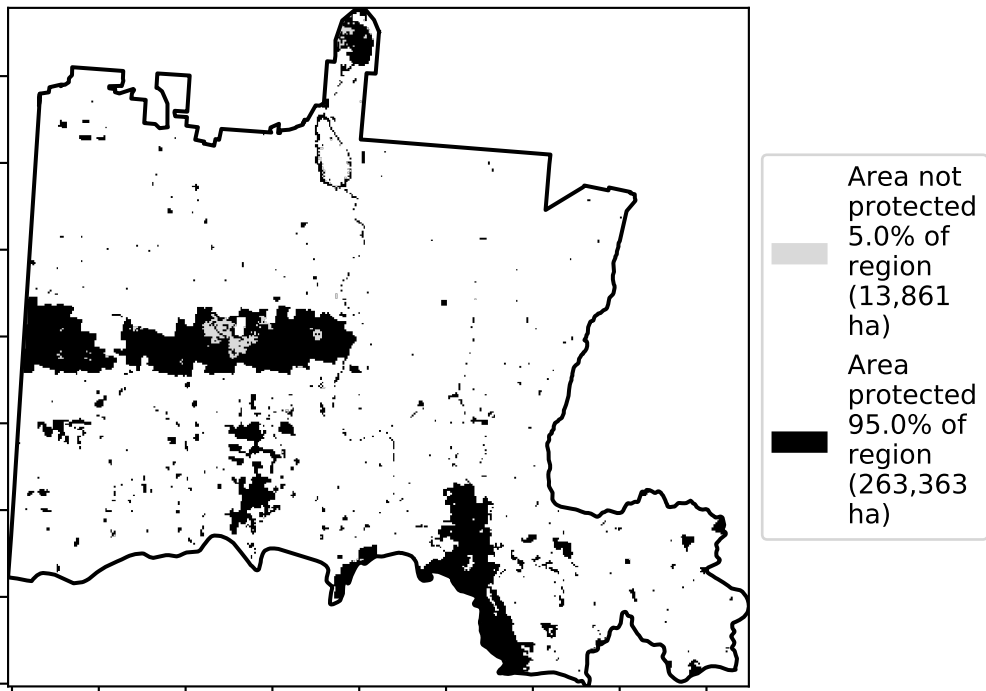 Area not
protected
5.0% of
region
(13,861
ha)
Area
protected
95.0% of
region
(263,363
ha)